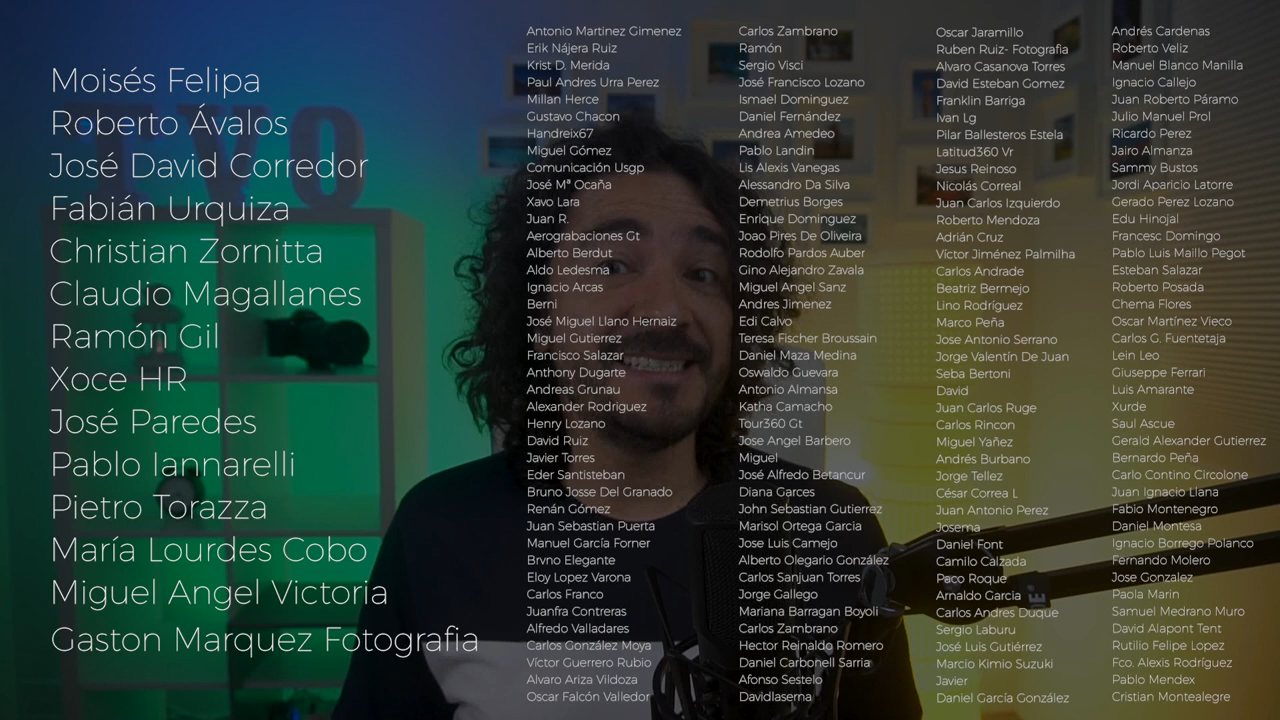 Moisés Felipa
Roberto Ávalos
José David Corredor
Fabián Urquiza
Christian Zornitta
Claudio Magallanes
Ramón Gil
Xoce HR
José Paredes
Pablo Iannarelli
Pietro Torazza
María Lourdes Cobo
Miguel Angel Victoria
Gaston Marquez Fotografia
Antonio Martinez Gimenez
Erik Nájera Ruiz
Krist D. Merida
Paul Andres Urra Perez
Millan Herce
Gustavo Chacon
Handreix67
Miguel Gómez
Comunicación Usgp
José Mª Ocaña
Xavo Lara
Juan R.
Aerograbaciones Gt
Alberto Berdut
Aldo Ledesma
Ignacio Arcas
Berni
José Miguel Llano Hernaiz
Miguel Gutierrez
Francisco Salazar
Anthony Dugarte
Andreas Grunau
Alexander Rodriguez
Henry Lozano
David Ruiz
Javier Torres
Eder Santisteban
Bruno Josse Del Granado
Renán Gómez
Juan Sebastian Puerta
Manuel García Forner
Brvno Elegante
Eloy Lopez Varona
Carlos Franco
Juanfra Contreras
Alfredo Valladares
Carlos González Moya
Víctor Guerrero Rubio
Alvaro Ariza Vildoza
Oscar Falcón Valledor
Carlos Zambrano
Ramón
Sergio Visci
José Francisco Lozano
Ismael Dominguez
Daniel Fernández
Andrea Amedeo
Pablo Landin
Lis Alexis Vanegas
Alessandro Da Silva
Demetrius Borges
Enrique Dominguez
Joao Pires De Oliveira
Rodolfo Pardos Auber
Gino Alejandro Zavala
Miguel Angel Sanz
Andres Jimenez
Edi Calvo
Teresa Fischer Broussain
Daniel Maza Medina
Oswaldo Guevara
Antonio Almansa
Katha Camacho
Tour360 Gt
Jose Angel Barbero
Miguel
José Alfredo Betancur
Diana Garces
John Sebastian Gutierrez
Marisol Ortega Garcia
Jose Luis Camejo
Alberto Olegario González
Carlos Sanjuan Torres
Jorge Gallego
Mariana Barragan Boyoli
Carlos Zambrano
Hector Reinaldo Romero
Daniel Carbonell Sarria
Afonso Sestelo
Davidlaserna
Oscar Jaramillo
Ruben Ruiz- Fotografia
Alvaro Casanova Torres
David Esteban Gomez
Franklin Barriga
Ivan Lg
Pilar Ballesteros Estela
Latitud360 Vr
Jesus Reinoso
Nicolás Correal
Juan Carlos Izquierdo
Roberto Mendoza
Adrián Cruz
Víctor Jiménez Palmilha
Carlos Andrade
Beatriz Bermejo
Lino Rodríguez
Marco Peña
Jose Antonio Serrano
Jorge Valentín De Juan
Seba Bertoni
David
Juan Carlos Ruge
Carlos Rincon
Miguel Yañez
Andrés Burbano
Jorge Tellez
César Correa L
Juan Antonio Perez
Josema
Daniel Font
Camilo Calzada
Paco Roque
Arnaldo Garcia
Carlos Andres Duque
Sergio Laburu
José Luis Gutiérrez
Marcio Kimio Suzuki
Javier
Daniel García González
Andrés Cardenas
Roberto Veliz
Manuel Blanco Manilla
Ignacio Callejo
Juan Roberto Páramo
Julio Manuel Prol
Ricardo Perez
Jairo Almanza
Sammy Bustos
Jordi Aparicio Latorre
Gerado Perez Lozano
Edu Hinojal
Francesc Domingo
Pablo Luis Maillo Pegot
Esteban Salazar
Roberto Posada
Chema Flores
Oscar Martínez Vieco
Carlos G. Fuentetaja
Lein Leo
Giuseppe Ferrari
Luis Amarante
Xurde
Saul Ascue
Gerald Alexander Gutierrez
Bernardo Peña
Carlo Contino Circolone
Juan Ignacio Llana
Fabio Montenegro
Daniel Montesa
Ignacio Borrego Polanco
Fernando Molero
Jose Gonzalez
Paola Marin
Samuel Medrano Muro
David Alapont Tent
Rutilio Felipe Lopez
Fco. Alexis Rodríguez
Pablo Mendex
Cristian Montealegre